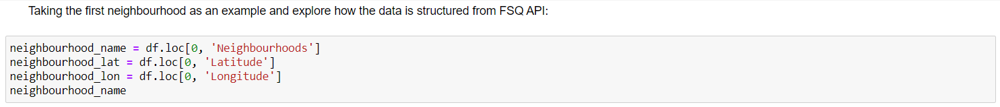 Taking the first neighbourhood as an example and explore how the data is structured from FSQ API:
neighbourhood_name = df.loc[0, 'Neighbourhoods']
neighbourhood_lat = df.loc[0, 'Latitude']
neighbourhood_lon = df.loc[0, 'Longitude']
neighbourhood_name